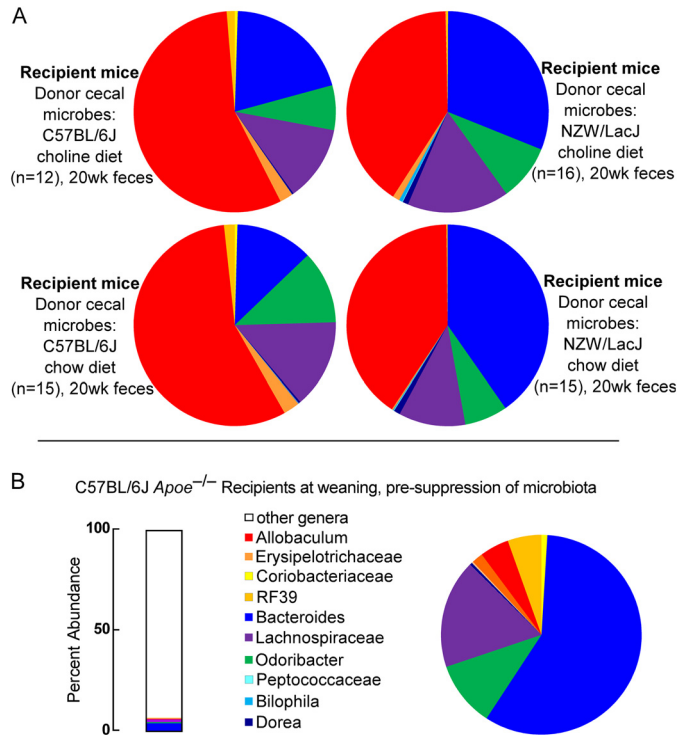 A
Recipient mice
Donor cecal
microbes:
C57BL/6J
choline diet
(n=12), 20wk feces
Recipient mice
Donor cecal
microbes:
NZW/LacJ
choline diet
(n=16), 20wk feces
Recipient mice
Donor cecal
microbes:
C57BL/6J
chow diet
(n=15), 20wk feces
Recipient mice
Donor cecal
microbes:
NZW/LacJ
chow diet
(n=15), 20wk feces
B
C57BL/6J Apoe−/− Recipients at weaning, pre-suppression of microbiota
Percent Abundance
100
50
0
other genera
Allobaculum
Erysipelotrichaceae
Coriobacteriaceae
RF39
Bacteroides
Lachnospiraceae
Odoribacter
Peptococcaceae
Bilophila
Dorea